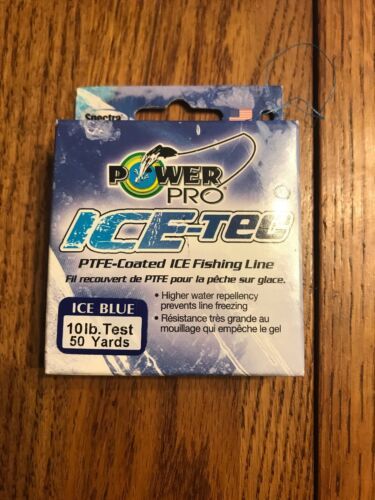 Spectra
POWER
PRO®
ICE-TEC
PTFE-Coated ICE Fishing Line
Fil recouvert de PTFE pour la pêche sur glace.
• Higher water repellency
prevents line freezing
• Résistance très grande au
mouillage qui empêche le gel
ICE BLUE
10lb. Test
50 Yards